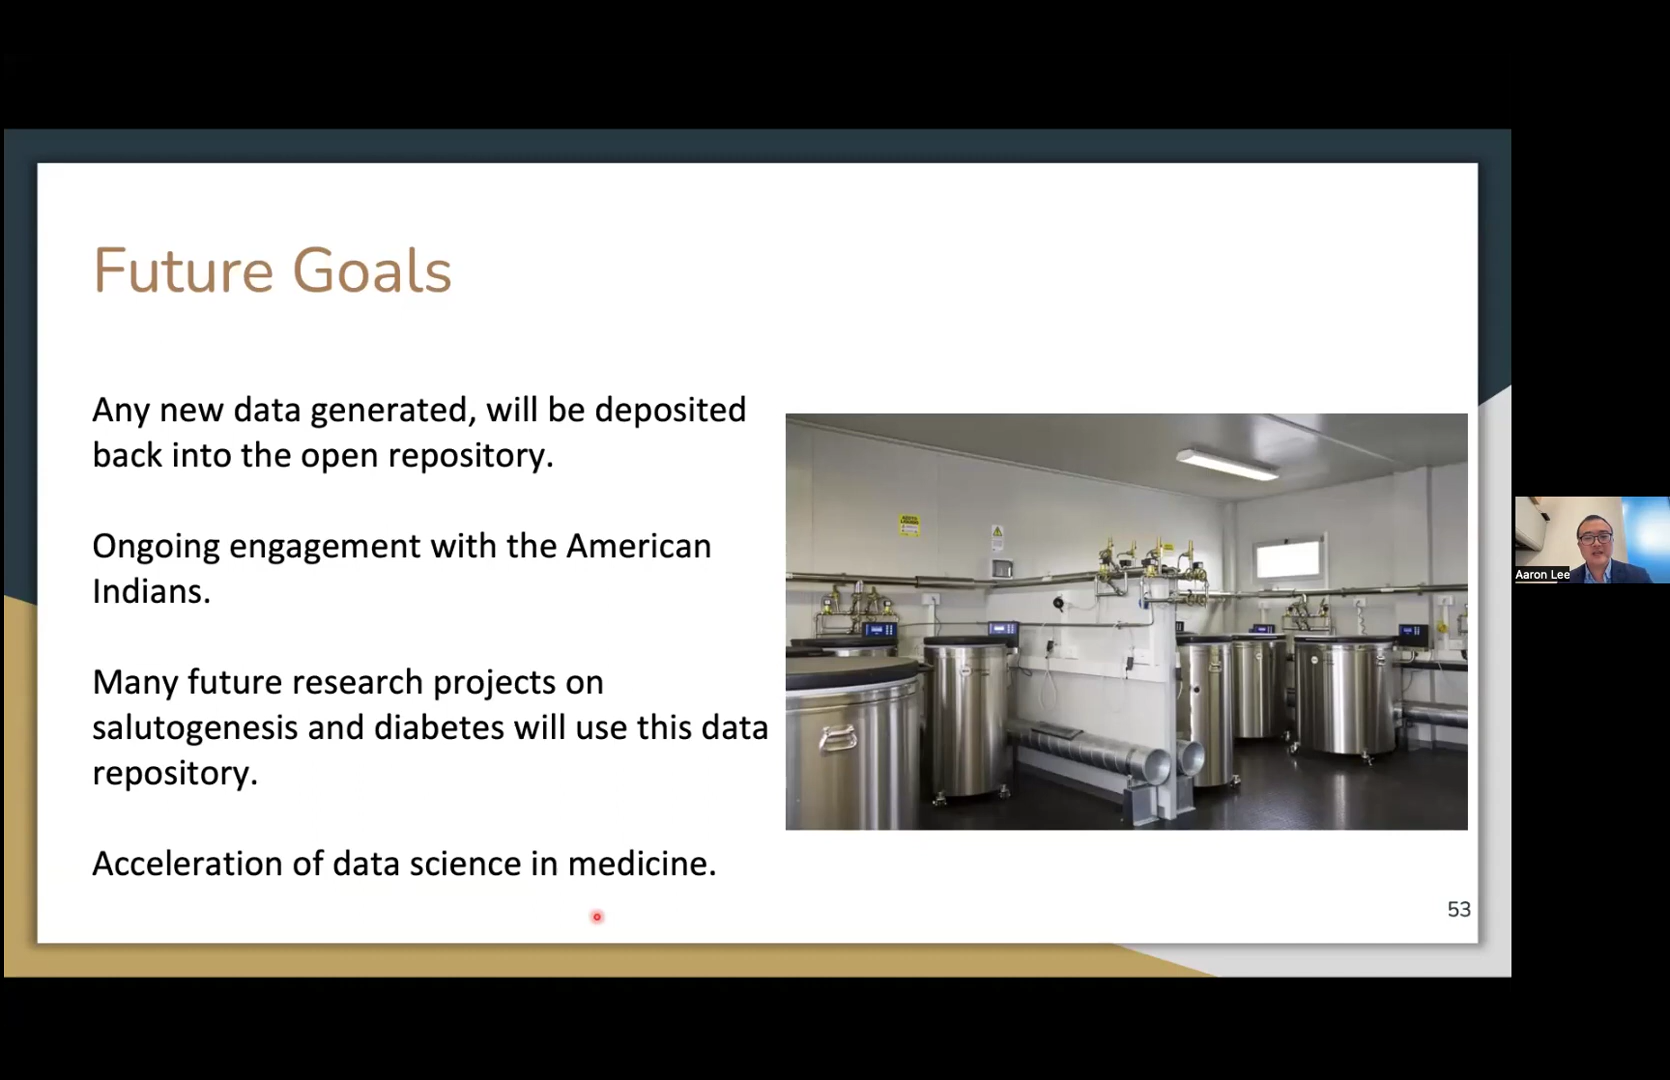 Future Goals
Any new data generated, will be deposited
back into the open repository.
Ongoing engagement with the American
Indians.
Many future research projects on
salutogenesis and diabetes will use this data
repository.
Acceleration of data science in medicine.
53
Aaron Lee